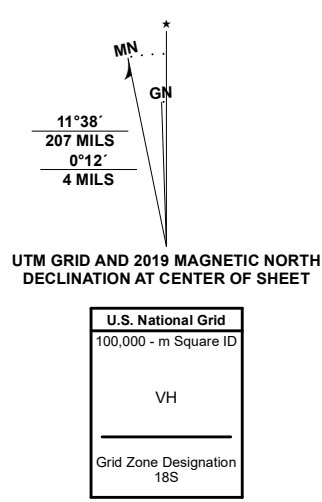 MN
GN
11°38´
207 MILS
0°12´
4 MILS
UTM GRID AND 2019 MAGNETIC NORTH
DECLINATION AT CENTER OF SHEET
U.S. National Grid
100,000 - m Square ID
VH
Grid Zone Designation
18S